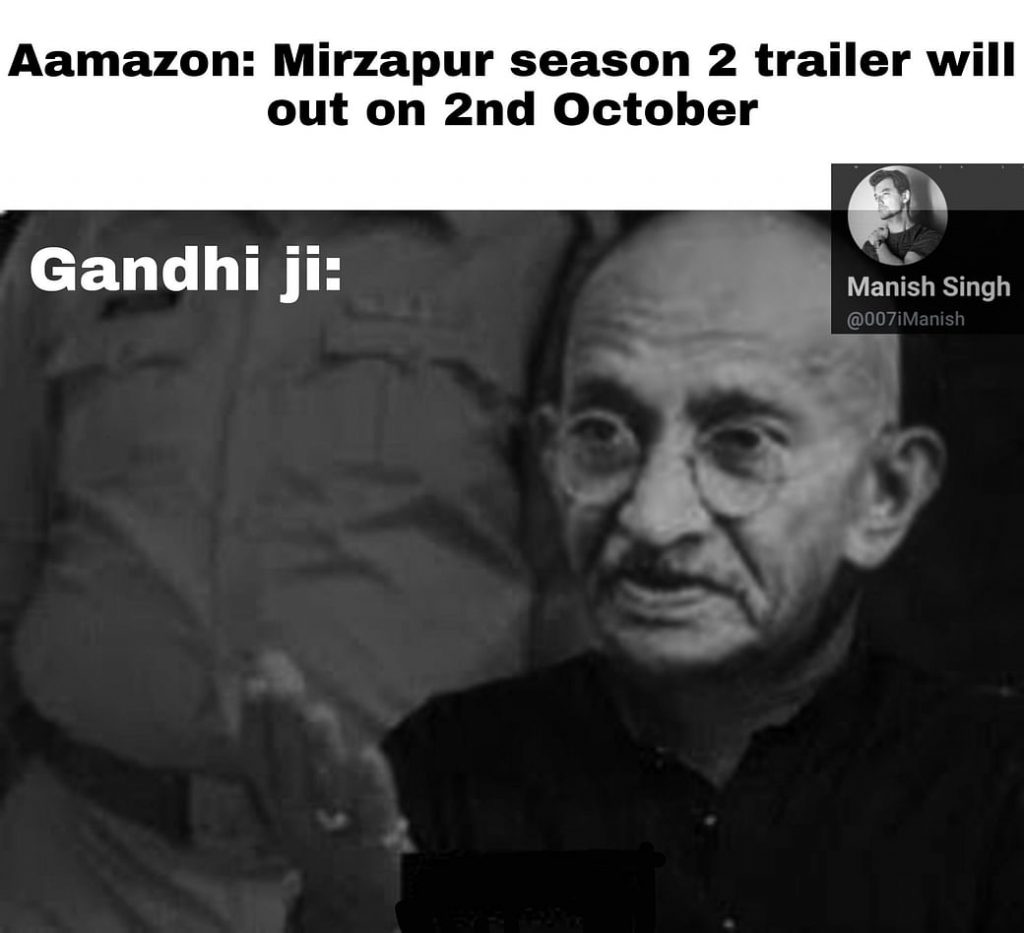 Aamazon: Mirzapur season 2 trailer will
out on 2nd October
Gandhi ji:
Manish Singh
@007iManish